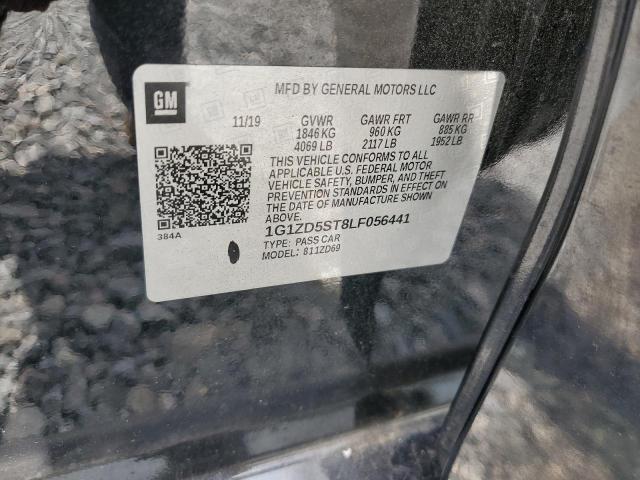 GM
MFD BY GENERAL MOTORS LLC
11/19 GVWR GAWR FRT GAWR RR
1846 KG 960 KG 885 KG
4069 LB 2117 LB 1952 LB
THIS VEHICLE CONFORMS TO ALL
APPLICABLE U.S. FEDERAL MOTOR
VEHICLE SAFETY, BUMPER, AND THEFT
PREVENTION STANDARDS IN EFFECT ON
THE DATE OF MANUFACTURE SHOWN
ABOVE.
384A
1G1ZD5ST8LF056441
TYPE: PASS CAR
MODEL: 811ZD69